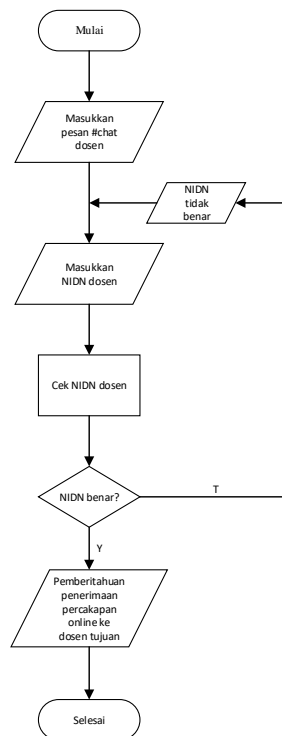 Mulai
Masukkan
pesan #chat
dosen
NIDN
tidak
benar
Masukkan
NIDN dosen
Cek NIDN dosen
NIDN benar?
T
Y
Pemberitahuan
penerimaan
percakapan
online ke
dosen tujuan
Selesai